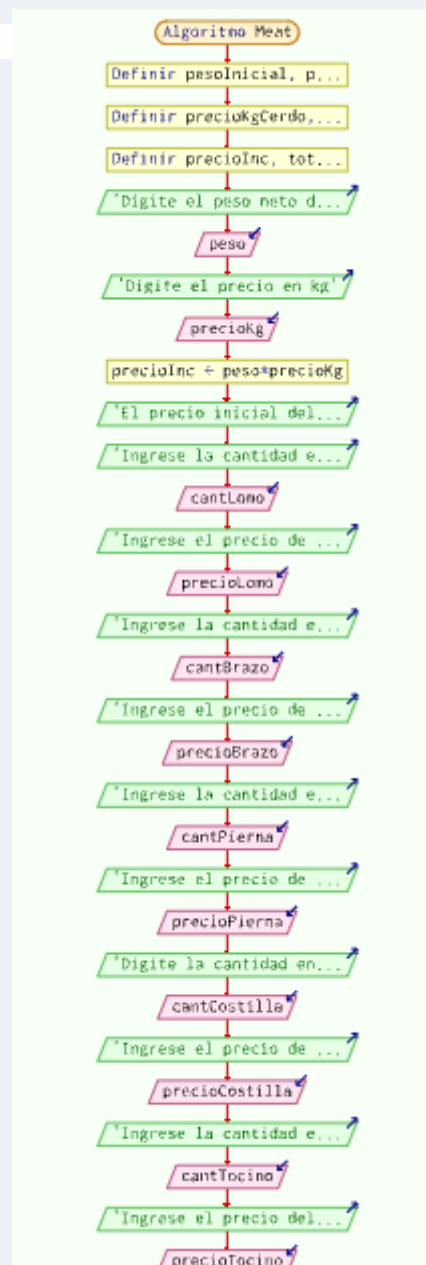 Algoritmo Meat
Definir pesoInicial, p...
Definir precioKgCerdo,...
Definir precioInc, tot...
'Digite el peso neto d...
peso
'Digite el precio en kg'
precioKg
precioInc ← peso*precioKg
'El precio inicial del...
'Ingrese la cantidad e...
cantLomo
'Ingrese el precio de ...
precioLomo
'Ingrese la cantidad e...
cantBrazo
'Ingrese el precio de ...
precioBrazo
'Ingrese la cantidad e...
cantPierna
'Ingrese el precio de ...
precioPierna
'Digite la cantidad en...
cantCostilla
'Ingrese el precio de ...
precioCostilla
'Ingrese la cantidad e...
cantTocino
'Ingrese el precio del...
precioTocino